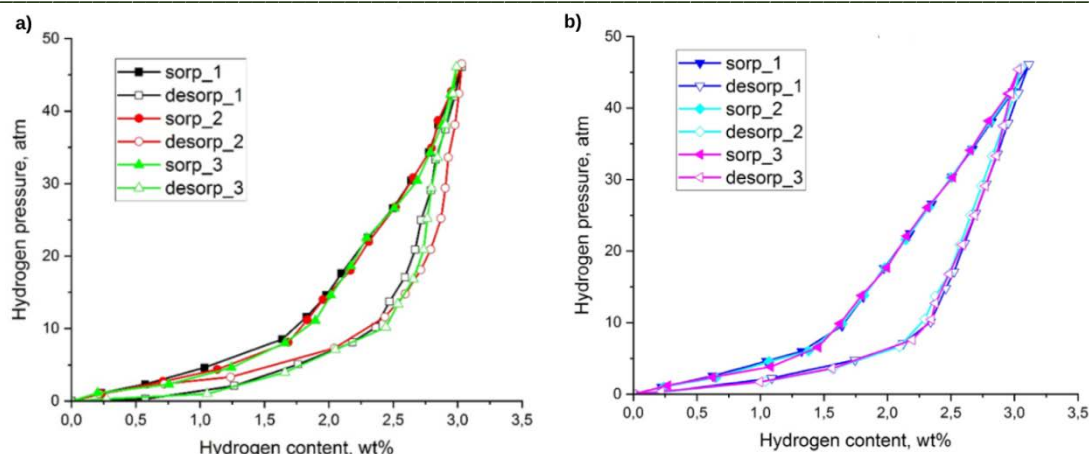 a)
50
40
30
20
10
0
Hydrogen pressure, atm
sorp_1
desorp_1
sorp_2
desorp_2
sorp_3
desorp_3
0,0 0,5 1,0 1,5 2,0 2,5 3,0 3,5
Hydrogen content, wt%
b)
50
40
30
20
10
0
Hydrogen pressure, atm
sorp_1
desorp_1
sorp_2
desorp_2
sorp_3
desorp_3
0,0 0,5 1,0 1,5 2,0 2,5 3,0 3,5
Hydrogen content, wt%